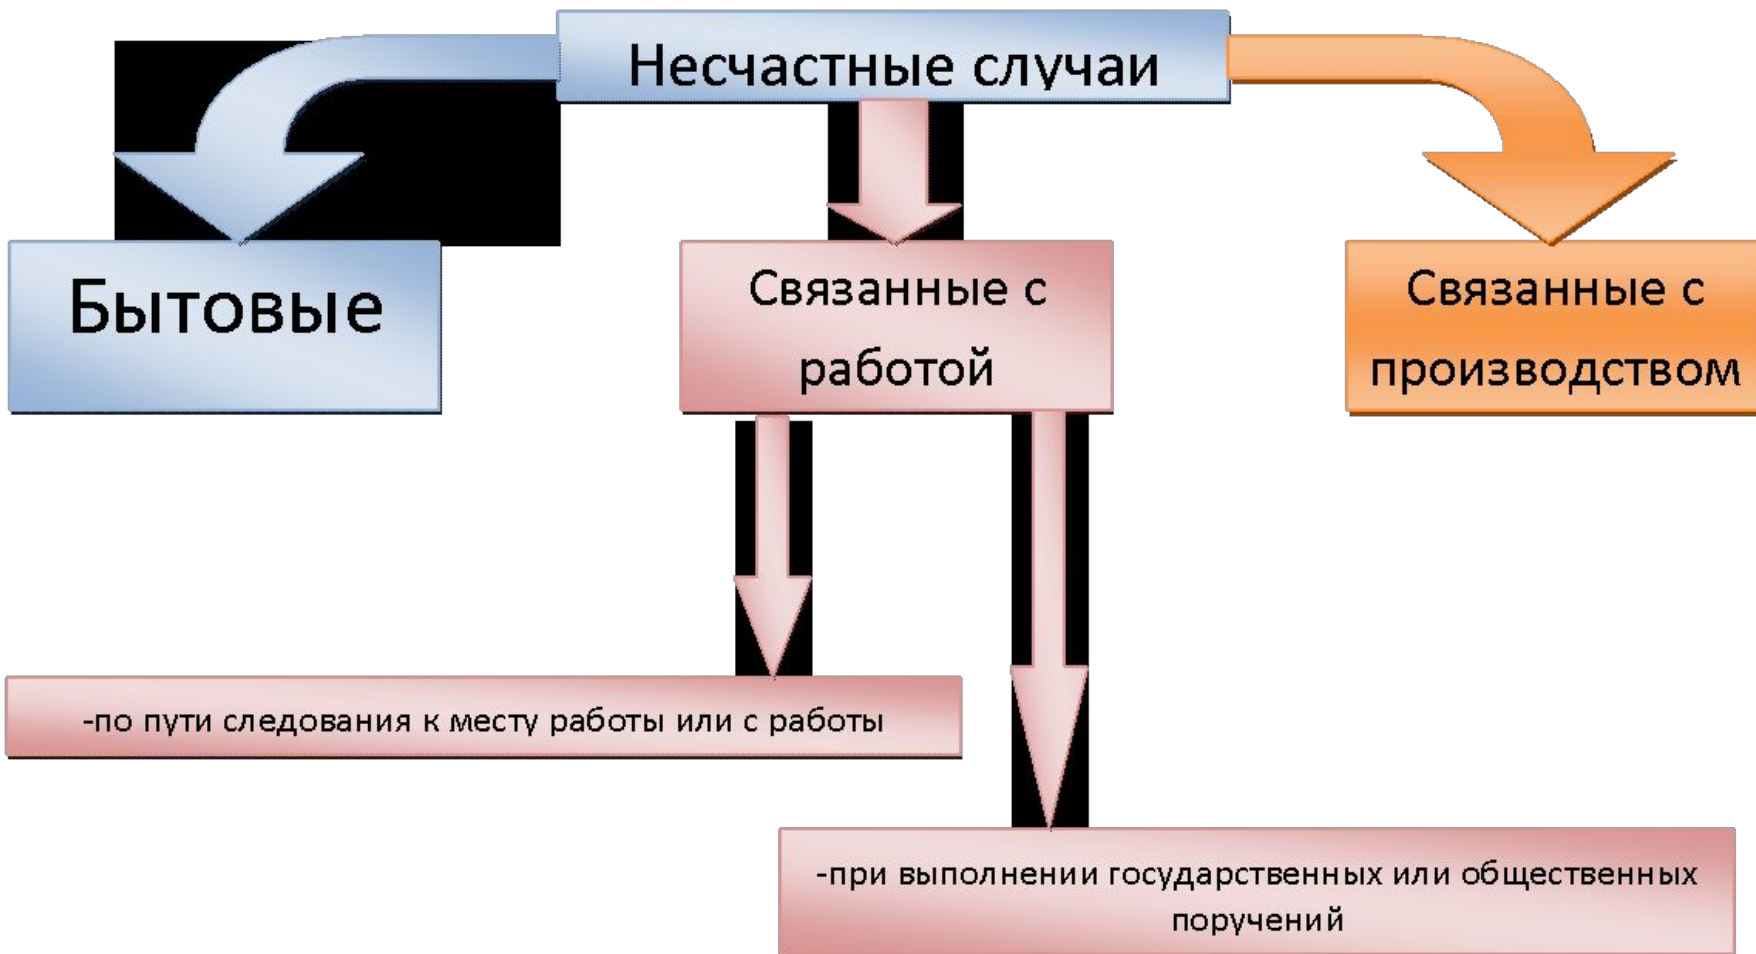 Несчастные случаи
Бытовые
Связанные с
работой
Связанные с
производством
-по пути следования к месту работы или с работы
-при выполнении государственных или общественных
поручений